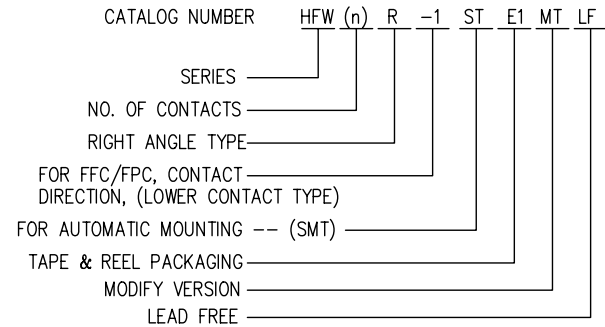 CATALOG NUMBER HFW (n) R -1 ST E1 MT LF
SERIES
NO. OF CONTACTS
RIGHT ANGLE TYPE
FOR FFC/FPC, CONTACT
DIRECTION, (LOWER CONTACT TYPE)
FOR AUTOMATIC MOUNTING -- (SMT)
TAPE & REEL PACKAGING
MODIFY VERSION
LEAD FREE